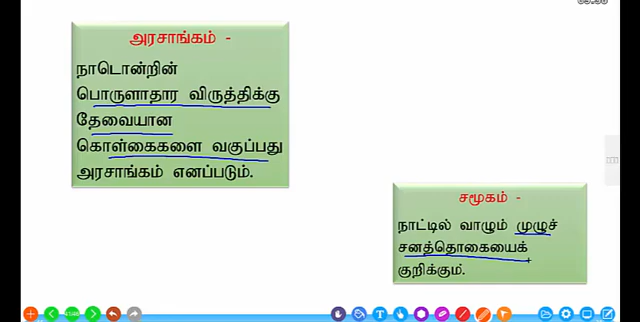 அரசாங்கம் -
நாடொன்றின்
பொருளாதார விருத்திக்கு
தேவையான
கொள்கைகளை வகுப்பது
அரசாங்கம் எனப்படும்.
சமூகம் -
நாட்டில் வாழும் முழுச்
சனத்தொகையைக்
குறிக்கும்.